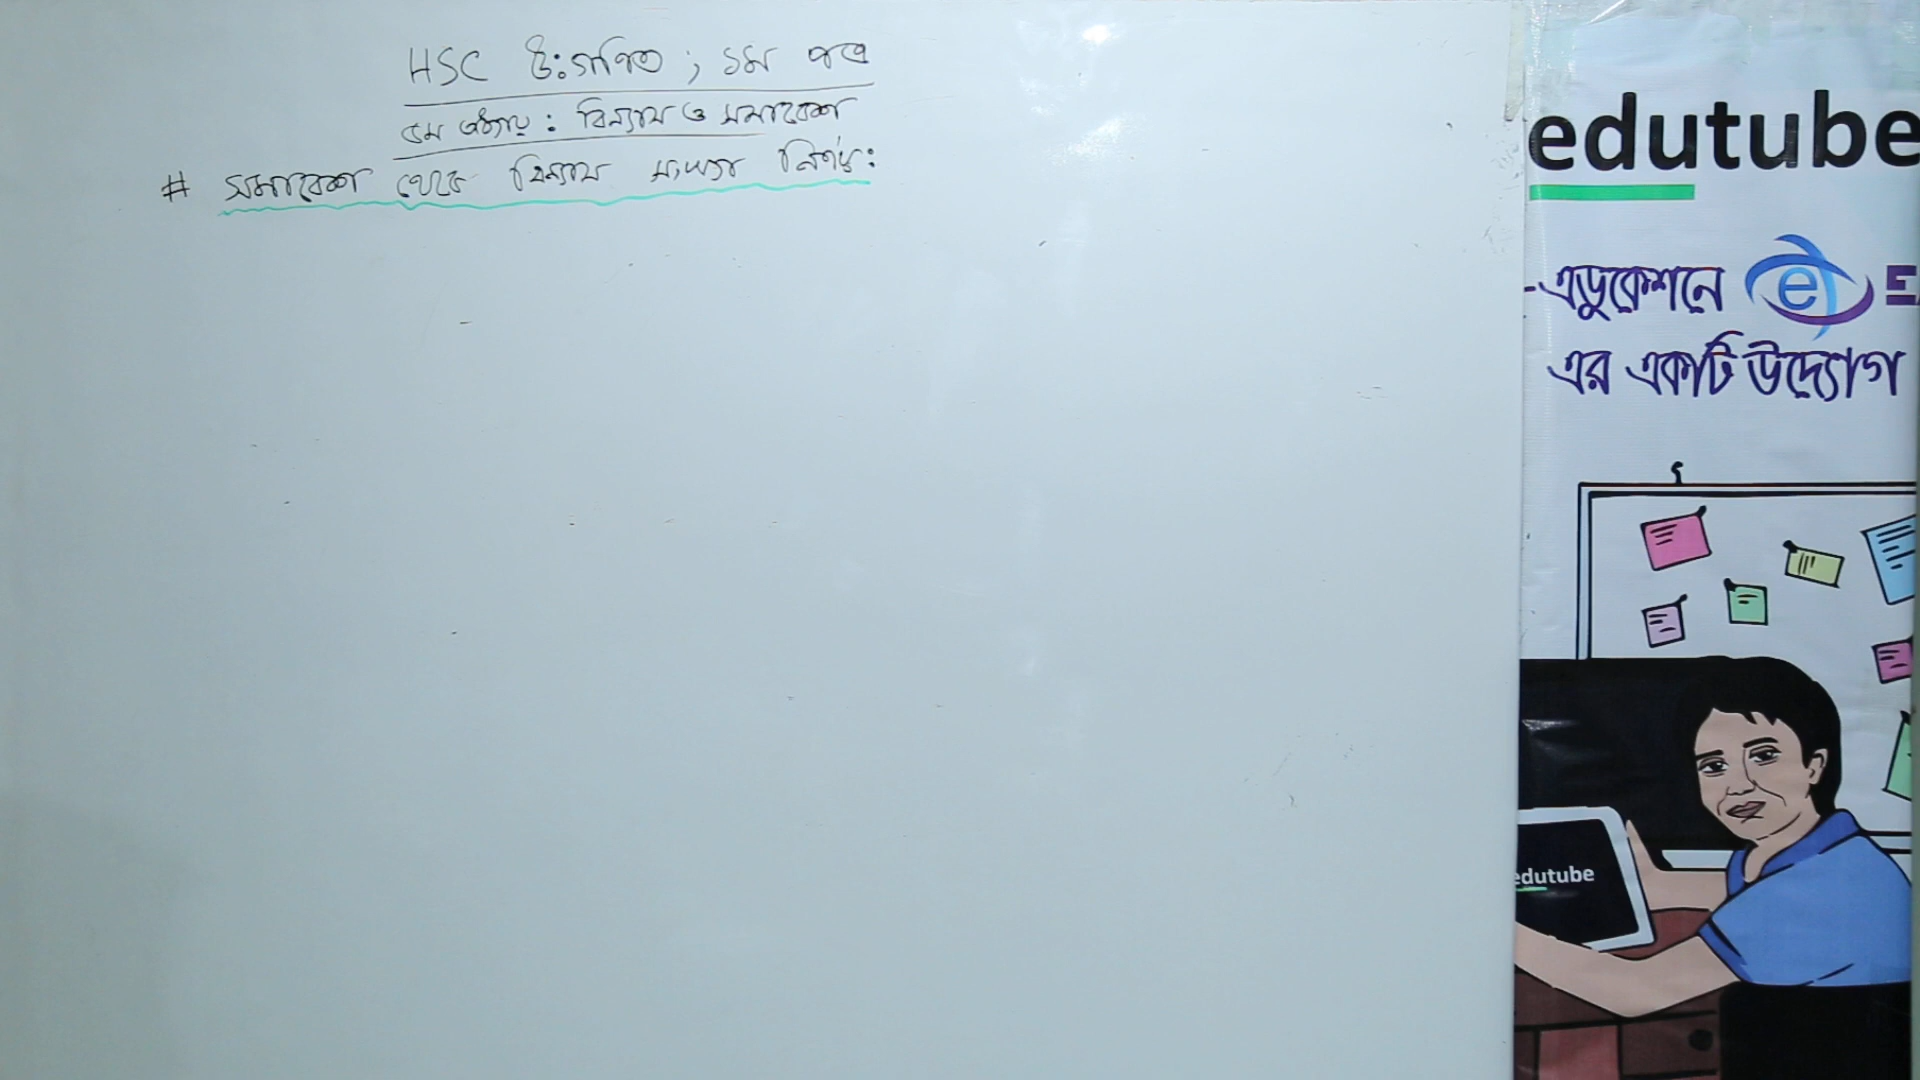 HSC উঃগণিত ; ১ম পত্র
৫ম অধ্যায় : বিন্যাস ও সমাবেশ
# সমাবেশ থেকে বিন্যাস সংখ্যা নির্ণয়:
edutube
-এডুকেশনে e E
এর একটি উদ্যোগ
edutube